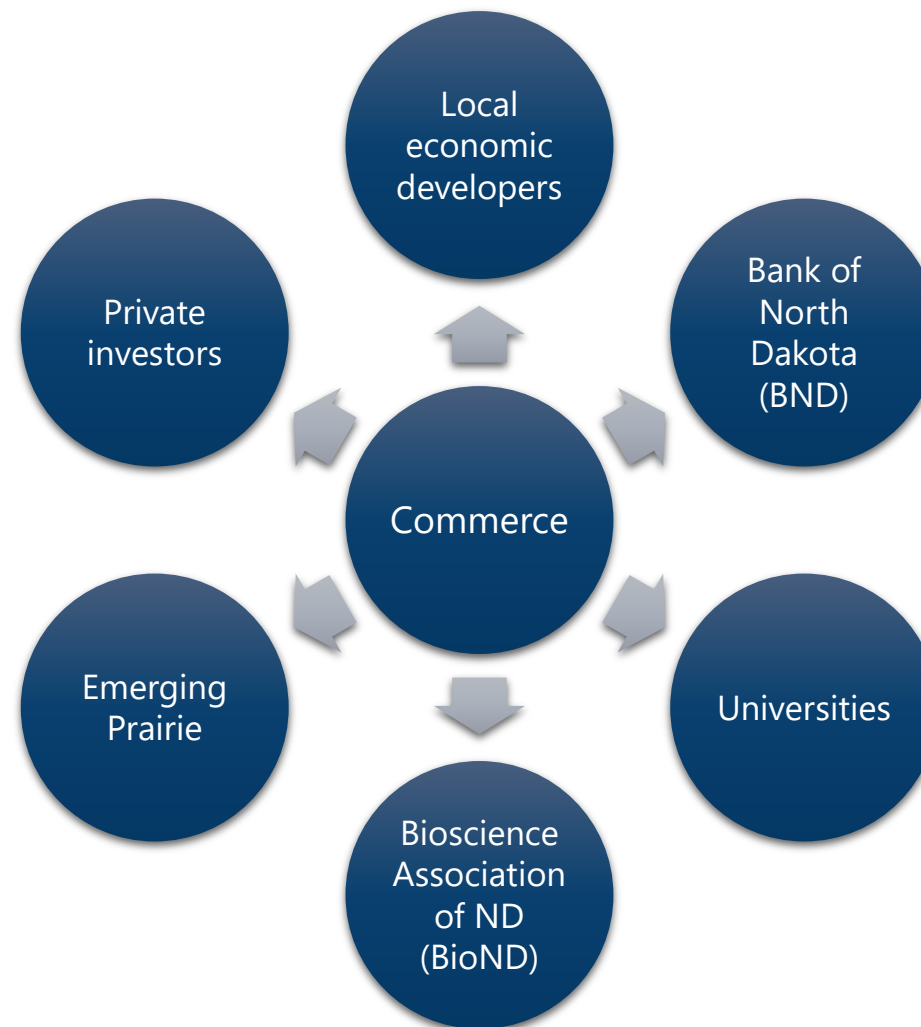 Local
economic
developers
Private
investors
Bank of
North
Dakota
(BND)
Commerce
Emerging
Prairie
Universities
Bioscience
Association
of ND
(BioND)